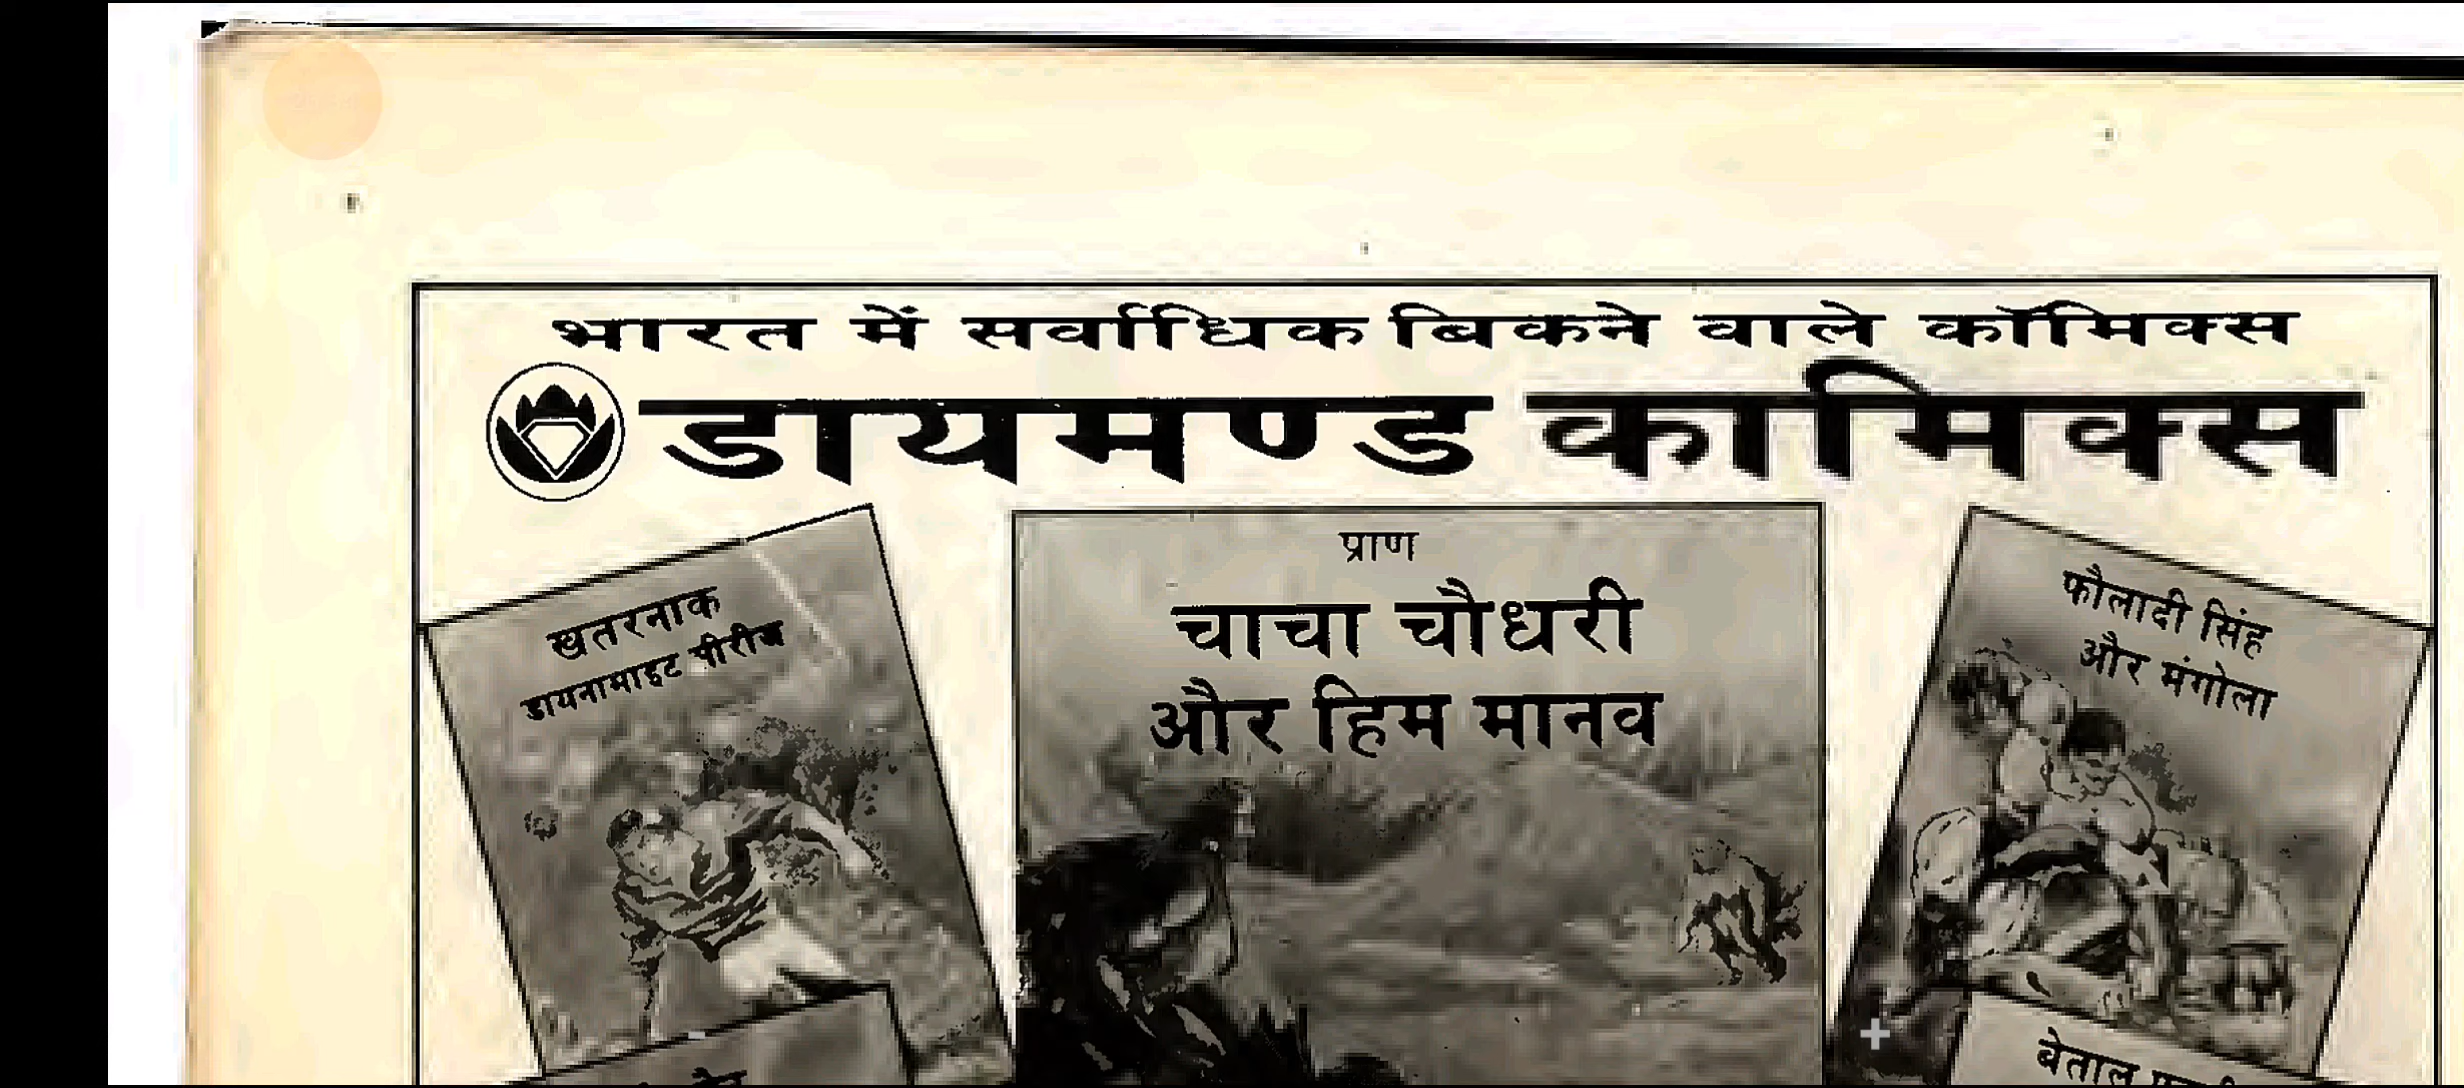 भारत में सर्वाधिक बिकने वाले कॉमिक्स
डायमण्ड कामिक्स
खतरनाक
डायनामाइट सीरीज
प्राण
चाचा चौधरी
और हिम मानव
फौलादी सिंह
और मंगोला
बेताल